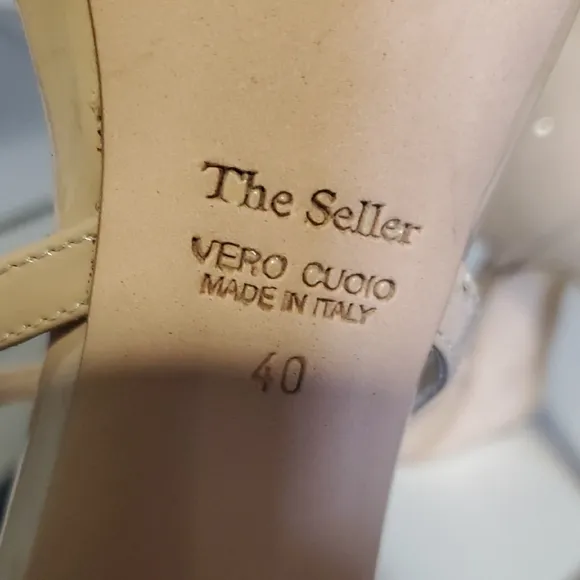 The Seller
VERO CUOIO
MADE IN ITALY
40